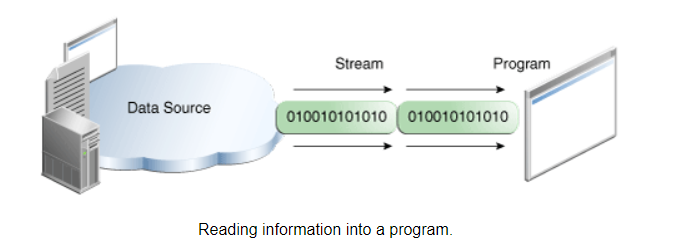 Stream
Program
Data Source
010010101010
010010101010
Reading information into a program.